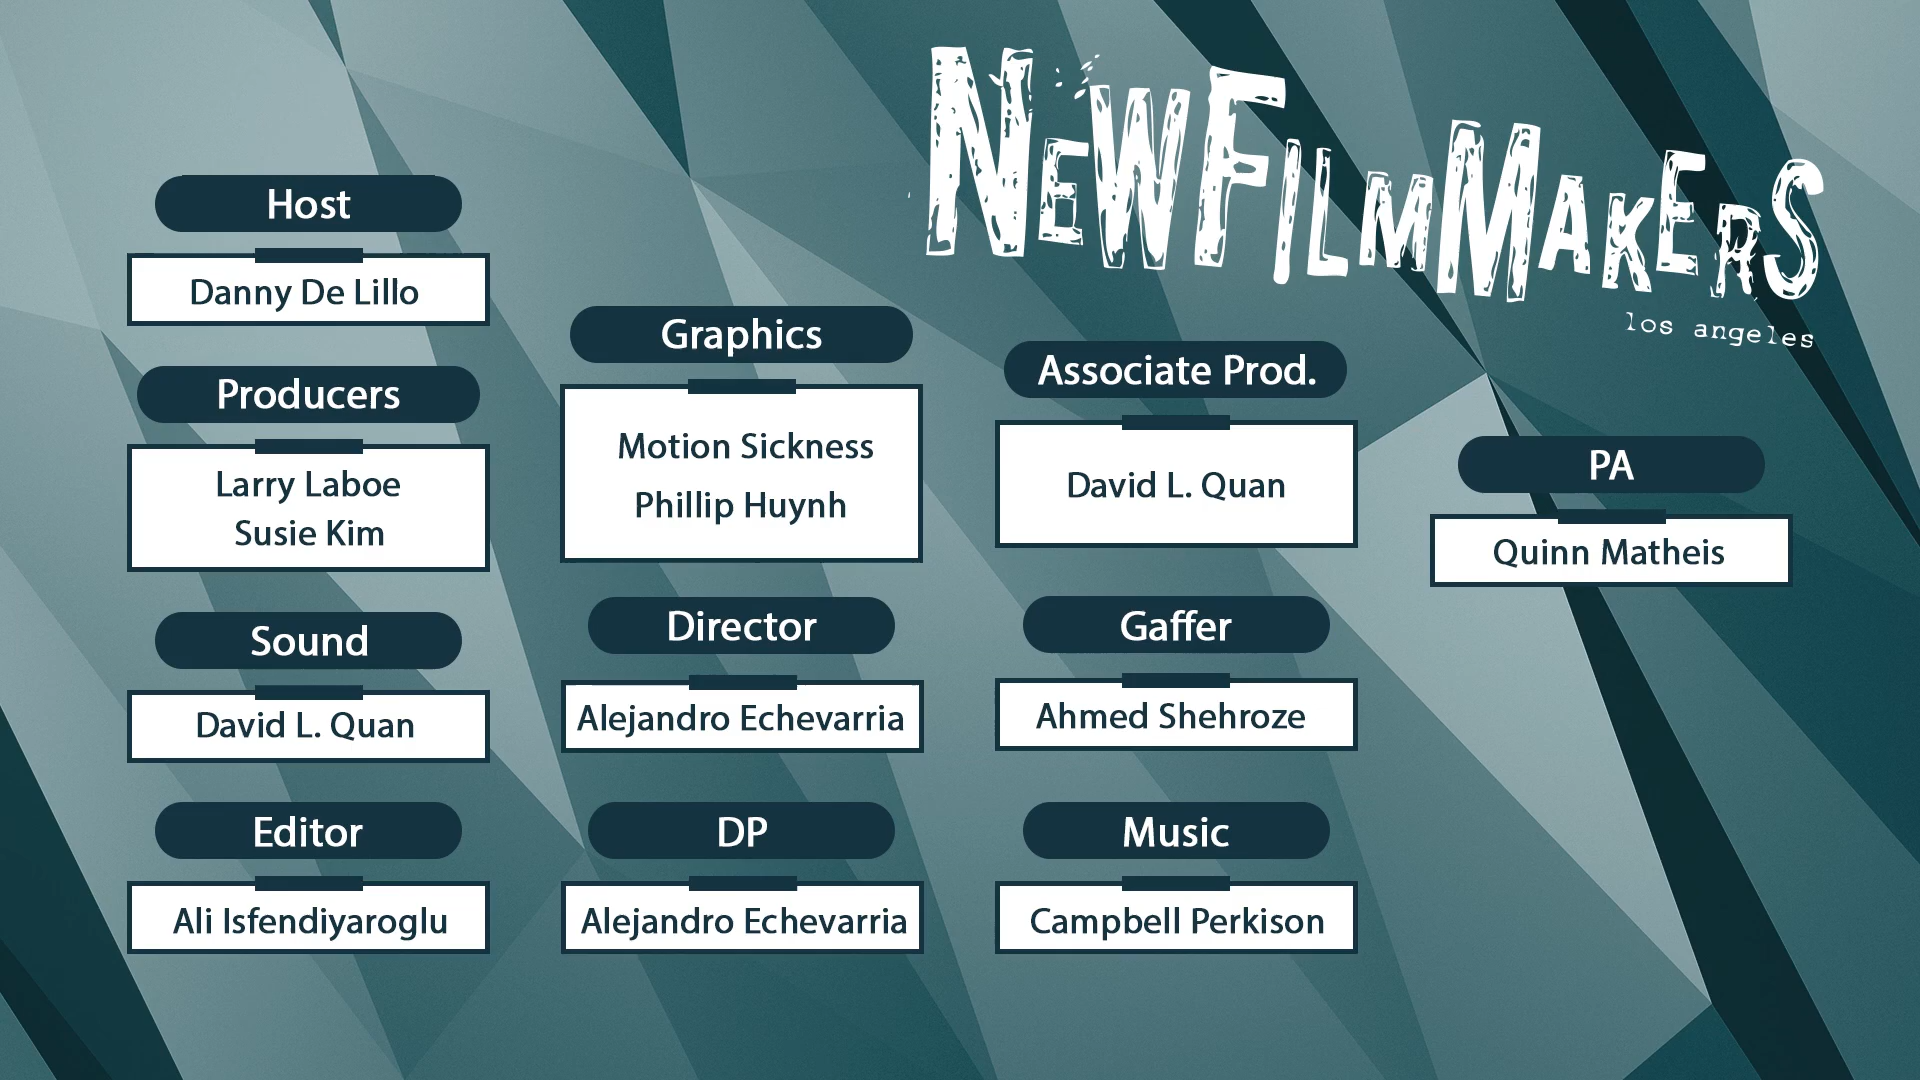 NEWFILMMAKERS
los angeles
Host
Danny De Lillo
Producers
Larry Laboe
Susie Kim
Sound
David L. Quan
Editor
Ali Isfendiyaroglu
Graphics
Motion Sickness
Phillip Huynh
Director
Alejandro Echevarria
DP
Alejandro Echevarria
Associate Prod.
David L. Quan
Gaffer
Ahmed Shehroze
Music
Campbell Perkison
PA
Quinn Matheis